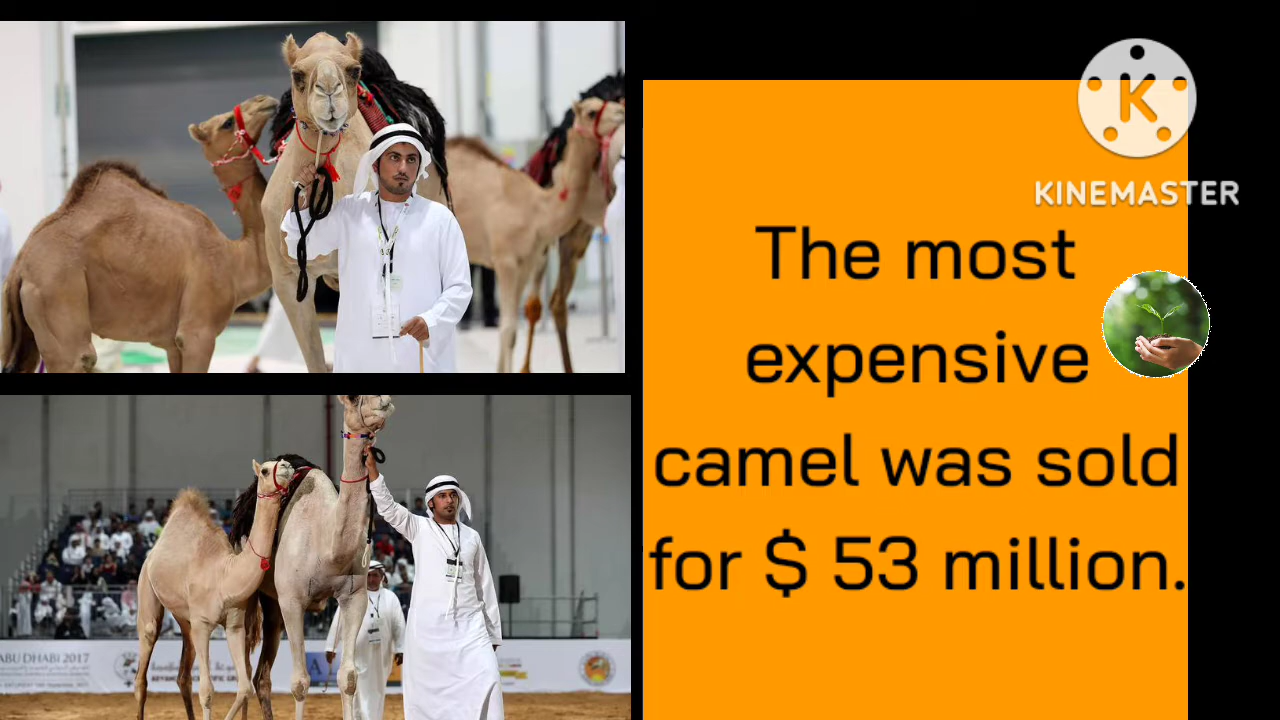 K
KINEMASTER
The most
expensive
camel was sold
for $ 53 million.
ABU DHABI 2017